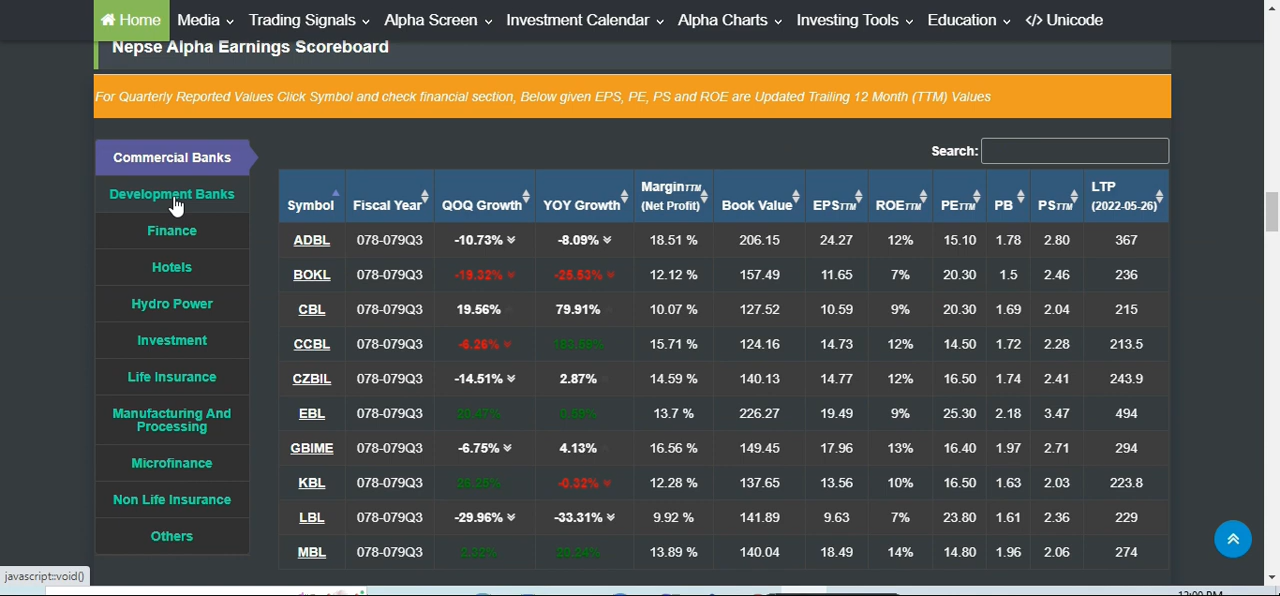 Home Media Trading Signals Alpha Screen Investment Calendar Alpha Charts Investing Tools Education </> Unicode
Nepse Alpha Earnings Scoreboard
For Quarterly Reported Values Click Symbol and check financial section, Below given EPS, PE, PS and ROE are Updated Trailing 12 Month (TTM) Values
Search:
Commercial Banks
Development Banks
Finance
Hotels
Hydro Power
Investment
Life Insurance
Manufacturing And
Processing
Microfinance
Non Life Insurance
Others
Symbol Fiscal Year QOQ Growth YOY Growth MarginTTM (Net Profit) Book Value EPSTTM ROETTM PETTM PB PSTTM LTP (2022-05-26)
ADBL 078-079Q3 -10.73% -8.09% 18.51 % 206.15 24.27 12% 15.10 1.78 2.80 367
BOKL 078-079Q3 -19.32% -25.53% 12.12 % 157.49 11.65 7% 20.30 1.5 2.46 236
CBL 078-079Q3 19.56% 79.91% 10.07 % 127.52 10.59 9% 20.30 1.69 2.04 215
CCBL 078-079Q3 -6.26% 15.71 % 124.16 14.73 12% 14.50 1.72 2.28 213.5
CZBIL 078-079Q3 -14.51% 2.87% 14.59 % 140.13 14.77 12% 16.50 1.74 2.41 243.9
EBL 078-079Q3 20.47% 13.7 % 226.27 19.49 9% 25.30 2.18 3.47 494
GBIME 078-079Q3 -6.75% 4.13% 16.56 % 149.45 17.96 13% 16.40 1.97 2.71 294
KBL 078-079Q3 26.25% -0.32% 12.28 % 137.65 13.56 10% 16.50 1.63 2.03 223.8
LBL 078-079Q3 -29.96% -33.31% 9.92 % 141.89 9.63 7% 23.80 1.61 2.36 229
MBL 078-079Q3 2.32% 20.24% 13.89 % 140.04 18.49 14% 14.80 1.96 2.06 274
javascript:void()